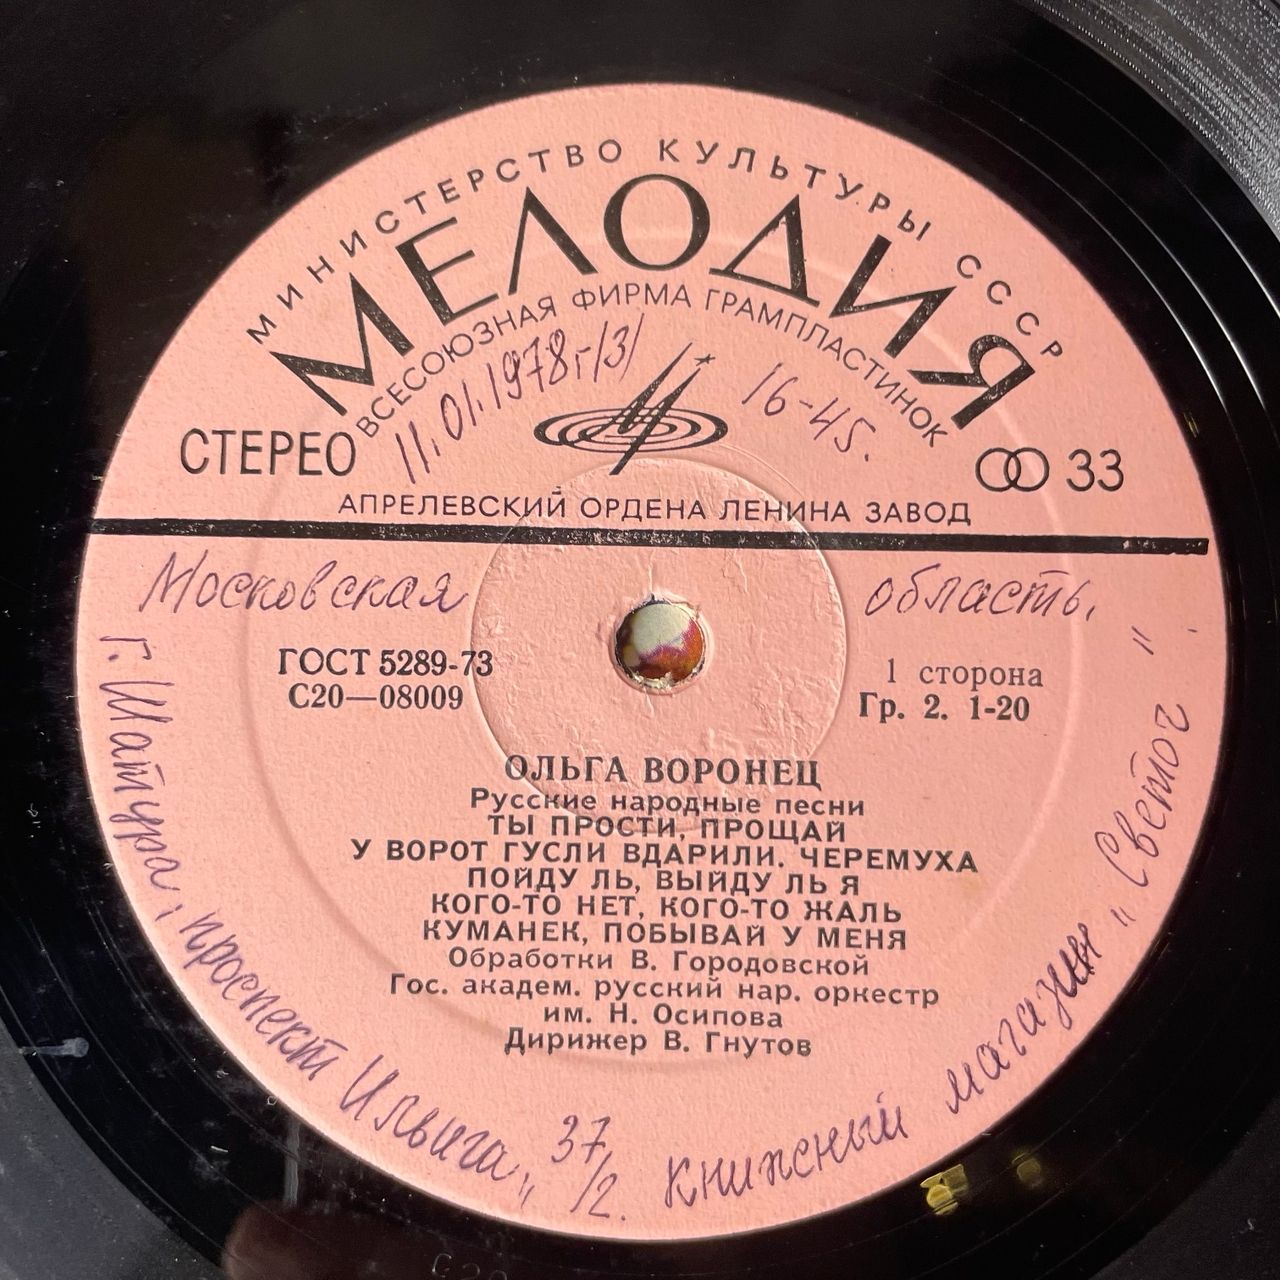 МИНИСТЕРСТВО КУЛЬТУРЫ СССР
МЕЛОДИЯ
ВСЕСОЮЗНАЯ ФИРМА ГРАМПЛАСТИНОК
11.01.1978г/3/
16-45.
СТЕРЕО
33
АПРЕЛЕВСКИЙ ОРДЕНА ЛЕНИНА ЗАВОД
Московская область.
г. Шатура, проспект Ильича„ 37/2. Книжный магазин „Светоч".
ГОСТ 5289-73
С20—08009
1 сторона
Гр. 2. 1-20
ОЛЬГА ВОРОНЕЦ
Русские народные песни
ТЫ ПРОСТИ, ПРОЩАЙ
У ВОРОТ ГУСЛИ ВДАРИЛИ. ЧЕРЕМУХА
ПОЙДУ ЛЬ, ВЫЙДУ ЛЬ Я
КОГО-ТО НЕТ, КОГО-ТО ЖАЛЬ
КУМАНЕК, ПОБЫВАЙ У МЕНЯ
Обработки В. Городовской
Гос. академ. русский нар. оркестр
им. Н. Осипова
Дирижер В. Гнутов